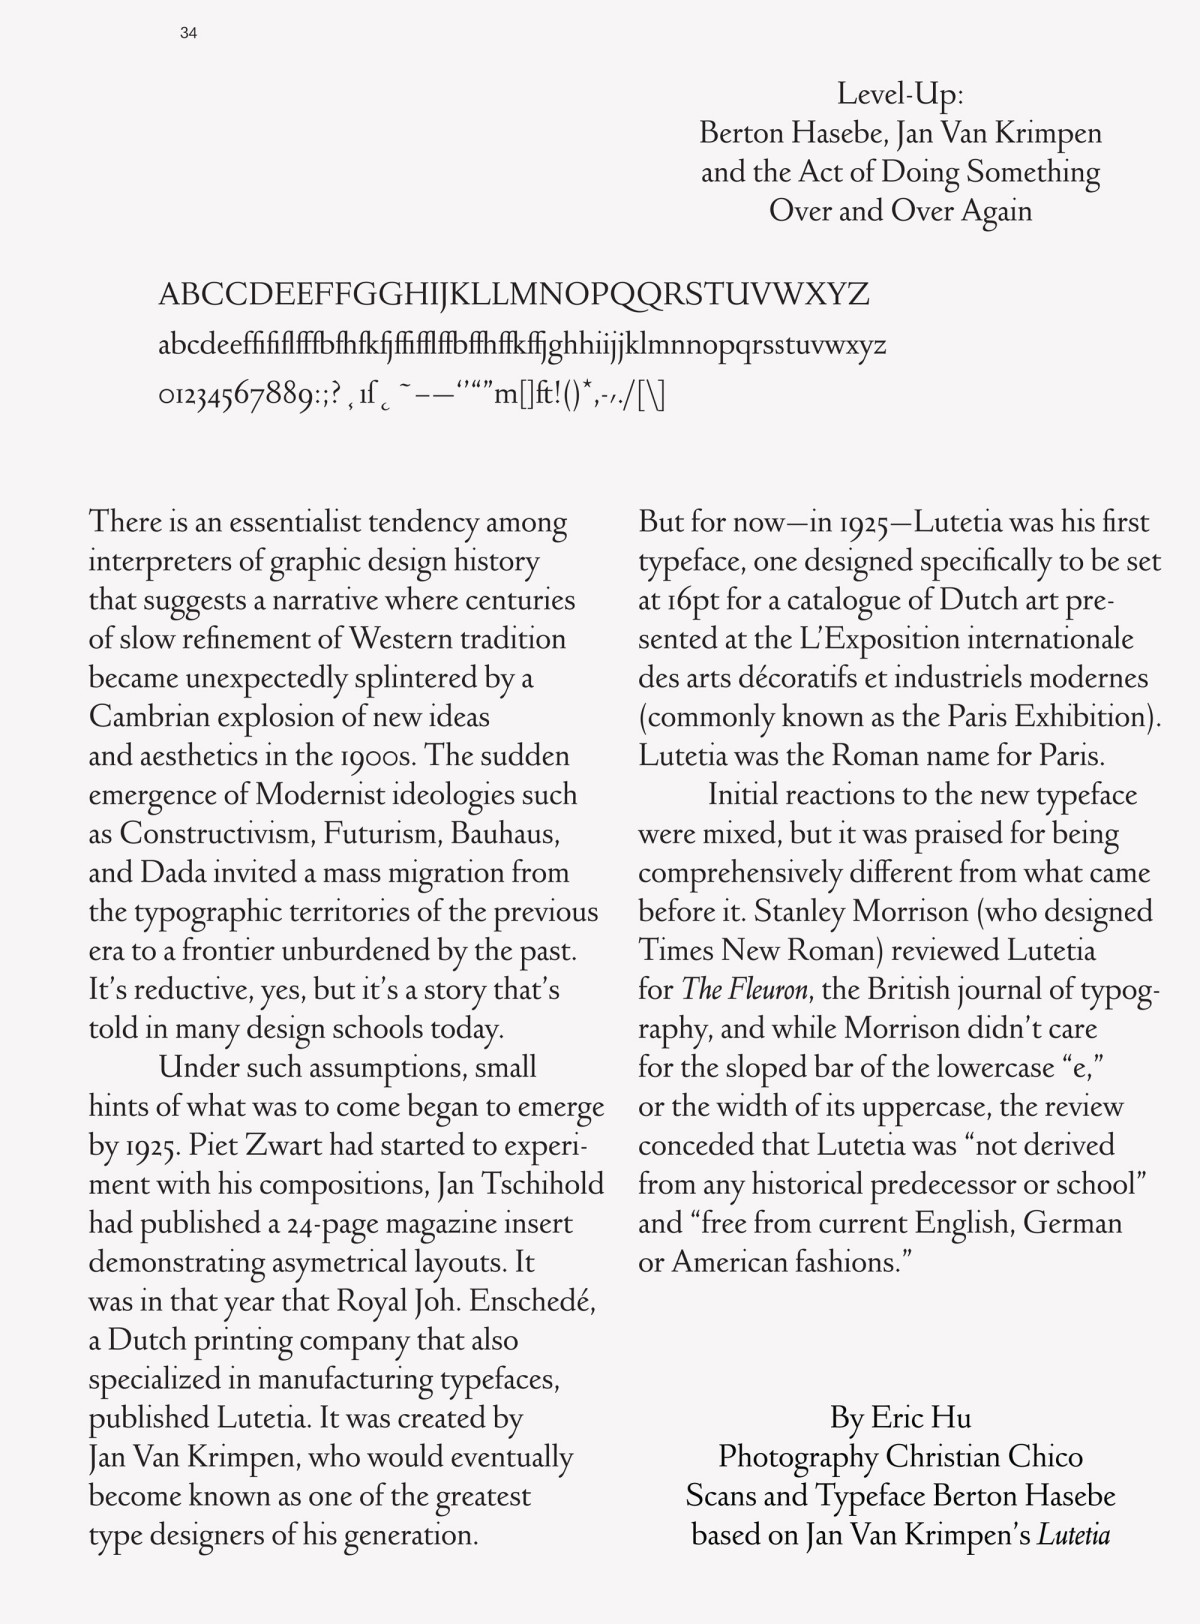 34
Level-Up:
Berton Hasebe, Jan Van Krimpen
and the Act of Doing Something
Over and Over Again
ABCCDEEFFGGHIJKLLMNOPQQRSTUVWXYZ
abcdeeffififlfffbfhfkfjffifflffbffhffkffjghhiijjklmnnopqrsstuvwxyz
01234567889:;?˛ıſ˓˜–—‘’“”m[]ft!()*,-⹁./[\]
There is an essentialist tendency among
interpreters of graphic design history
that suggests a narrative where centuries
of slow refinement of Western tradition
became unexpectedly splintered by a
Cambrian explosion of new ideas
and aesthetics in the 1900s. The sudden
emergence of Modernist ideologies such
as Constructivism, Futurism, Bauhaus,
and Dada invited a mass migration from
the typographic territories of the previous
era to a frontier unburdened by the past.
It’s reductive, yes, but it’s a story that’s
told in many design schools today.
Under such assumptions, small
hints of what was to come began to emerge
by 1925. Piet Zwart had started to experi-
ment with his compositions, Jan Tschihold
had published a 24-page magazine insert
demonstrating asymetrical layouts. It
was in that year that Royal Joh. Enschedé,
a Dutch printing company that also
specialized in manufacturing typefaces,
published Lutetia. It was created by
Jan Van Krimpen, who would eventually
become known as one of the greatest
type designers of his generation.
But for now—in 1925—Lutetia was his first
typeface, one designed specifically to be set
at 16pt for a catalogue of Dutch art pre-
sented at the L’Exposition internationale
des arts décoratifs et industriels modernes
(commonly known as the Paris Exhibition).
Lutetia was the Roman name for Paris.
Initial reactions to the new typeface
were mixed, but it was praised for being
comprehensively different from what came
before it. Stanley Morrison (who designed
Times New Roman) reviewed Lutetia
for The Fleuron, the British journal of typog-
raphy, and while Morrison didn’t care
for the sloped bar of the lowercase “e,”
or the width of its uppercase, the review
conceded that Lutetia was “not derived
from any historical predecessor or school”
and “free from current English, German
or American fashions.”
By Eric Hu
Photography Christian Chico
Scans and Typeface Berton Hasebe
based on Jan Van Krimpen’s Lutetia